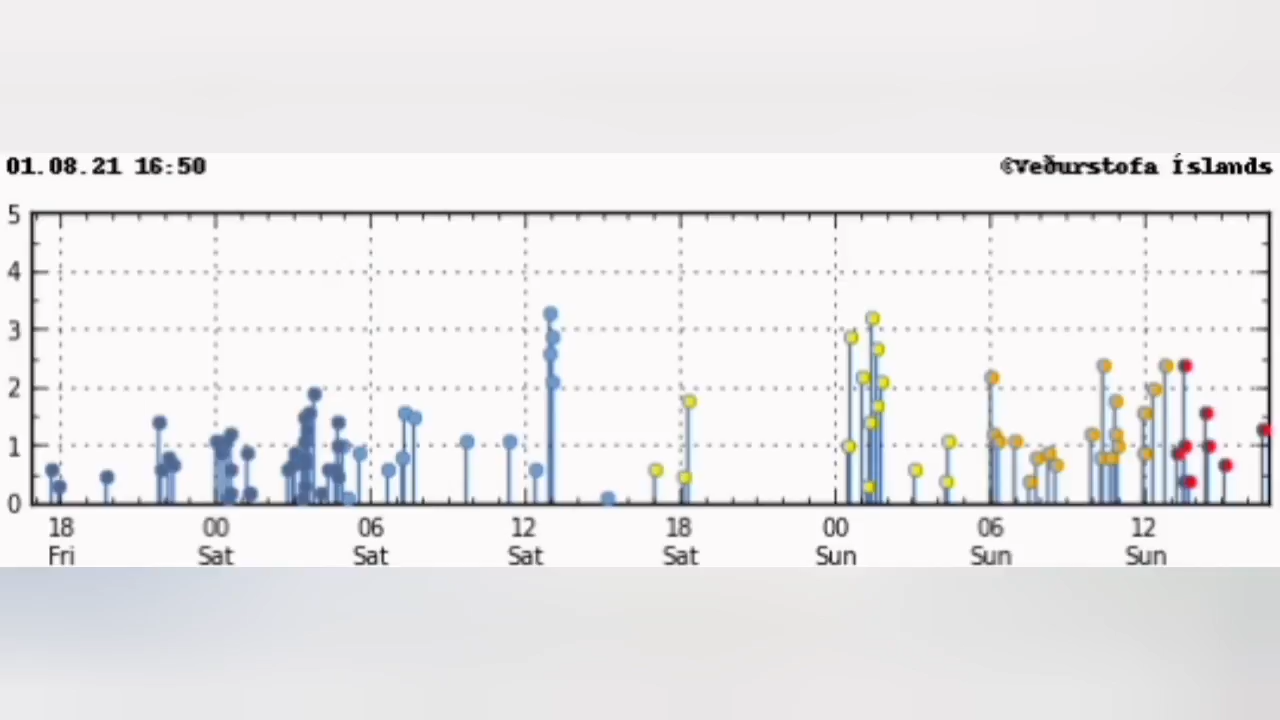 01.08.21 16:50 ©Veðurstofa Íslands
5
4
3
2
1
0
18 00 06 12 18 00 06 12
Fri Sat Sat Sat Sat Sun Sun Sun